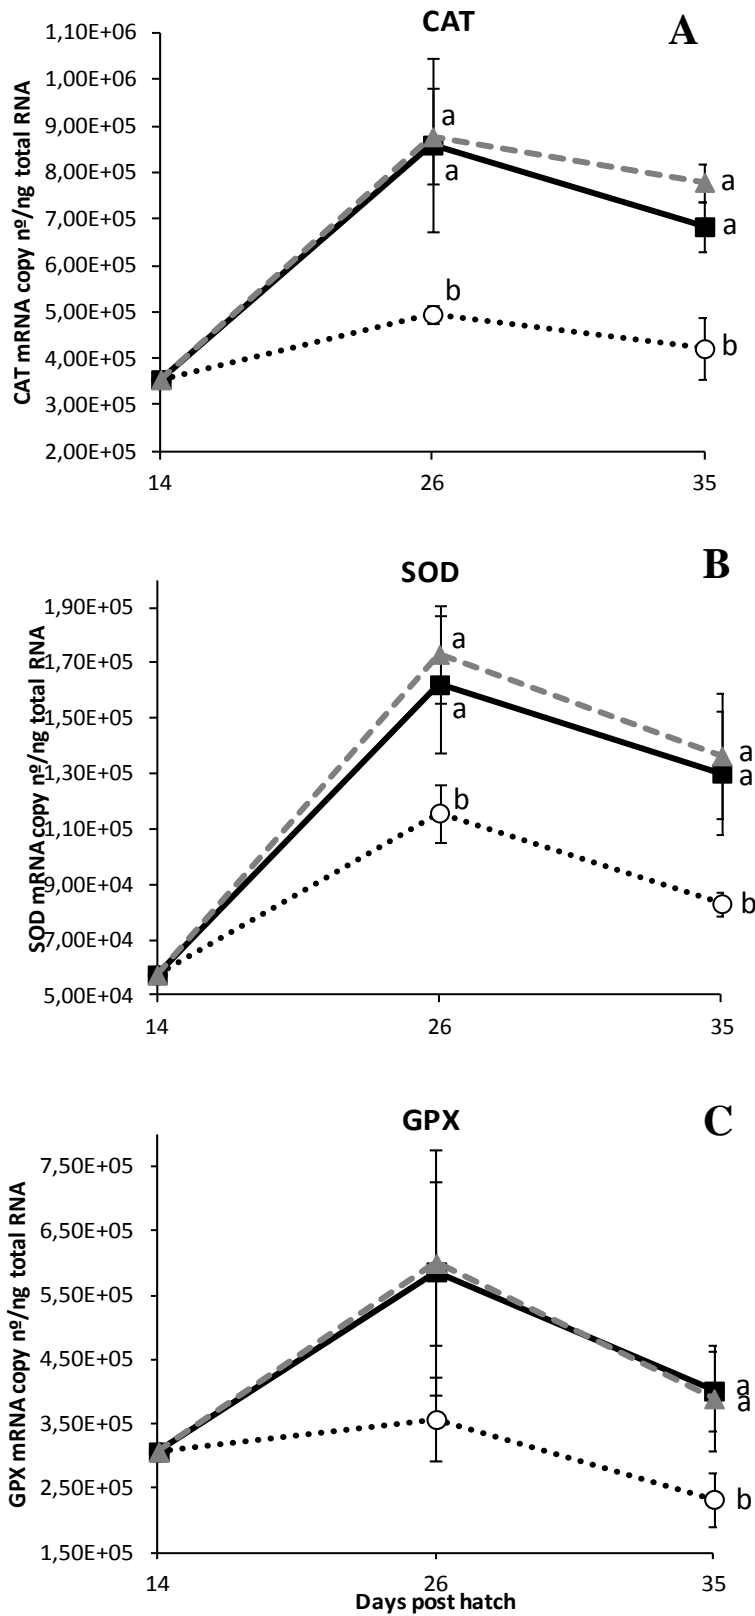 CAT
A
CAT mRNA copy nº/ng total RNA
1,10E+06
1,00E+06
9,00E+05
8,00E+05
7,00E+05
6,00E+05
5,00E+05
4,00E+05
3,00E+05
2,00E+05
a
a
b
a
a
b
14
26
35
SOD
B
SOD mRNA copy nº/ng total RNA
1,90E+05
1,70E+05
1,50E+05
1,30E+05
1,10E+05
9,00E+04
7,00E+04
5,00E+04
a
a
b
a
a
b
14
26
35
GPX
C
GPX mRNA copy nº/ng total RNA
7,50E+05
6,50E+05
5,50E+05
4,50E+05
3,50E+05
2,50E+05
1,50E+05
a
a
b
14
26
35
Days post hatch